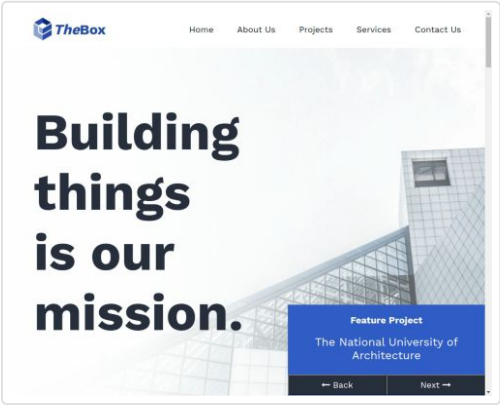 TheBox
Home About Us Projects Services Contact Us
Building
things
is our
mission.
Feature Project
The National University of
Architecture
← Back Next →